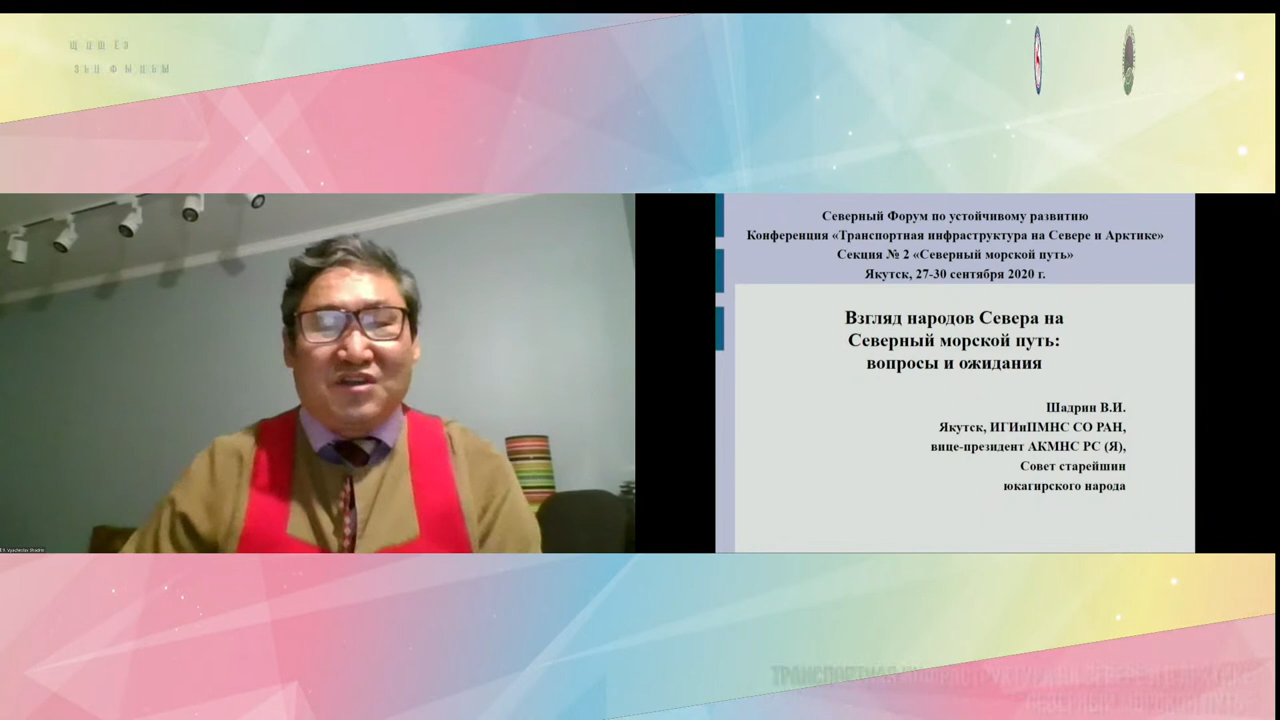 Северный Форум по устойчивому развитию
Конференция «Транспортная инфраструктура на Севере и Арктике»
Секция № 2 «Северный морской путь»
Якутск, 27-30 сентября 2020 г.
Взгляд народов Севера на
Северный морской путь:
вопросы и ожидания
Шадрин В.И.
Якутск, ИГИиПМНС СО РАН,
вице-президент АКМНС РС (Я),
Совет старейшин
юкагирского народа